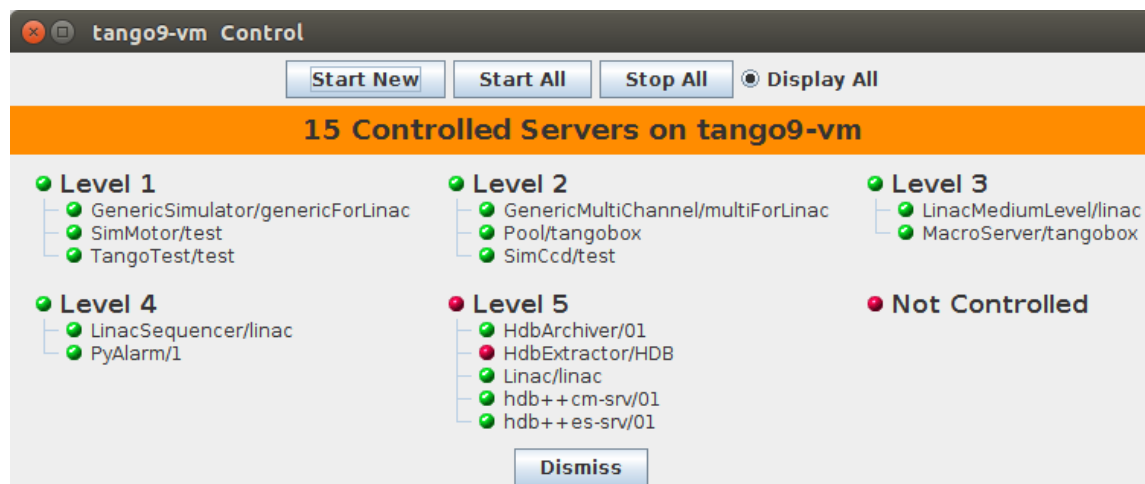 tango9-vm Control
Start New Start All Stop All Display All
15 Controlled Servers on tango9-vm
Level 1
GenericSimulator/genericForLinac
SimMotor/test
TangoTest/test
Level 2
GenericMultiChannel/multiForLinac
Pool/tangobox
SimCcd/test
Level 3
LinacMediumLevel/linac
MacroServer/tangobox
Level 4
LinacSequencer/linac
PyAlarm/1
Level 5
HdbArchiver/01
HdbExtractor/HDB
Linac/linac
hdb++cm-srv/01
hdb++es-srv/01
Not Controlled
Dismiss